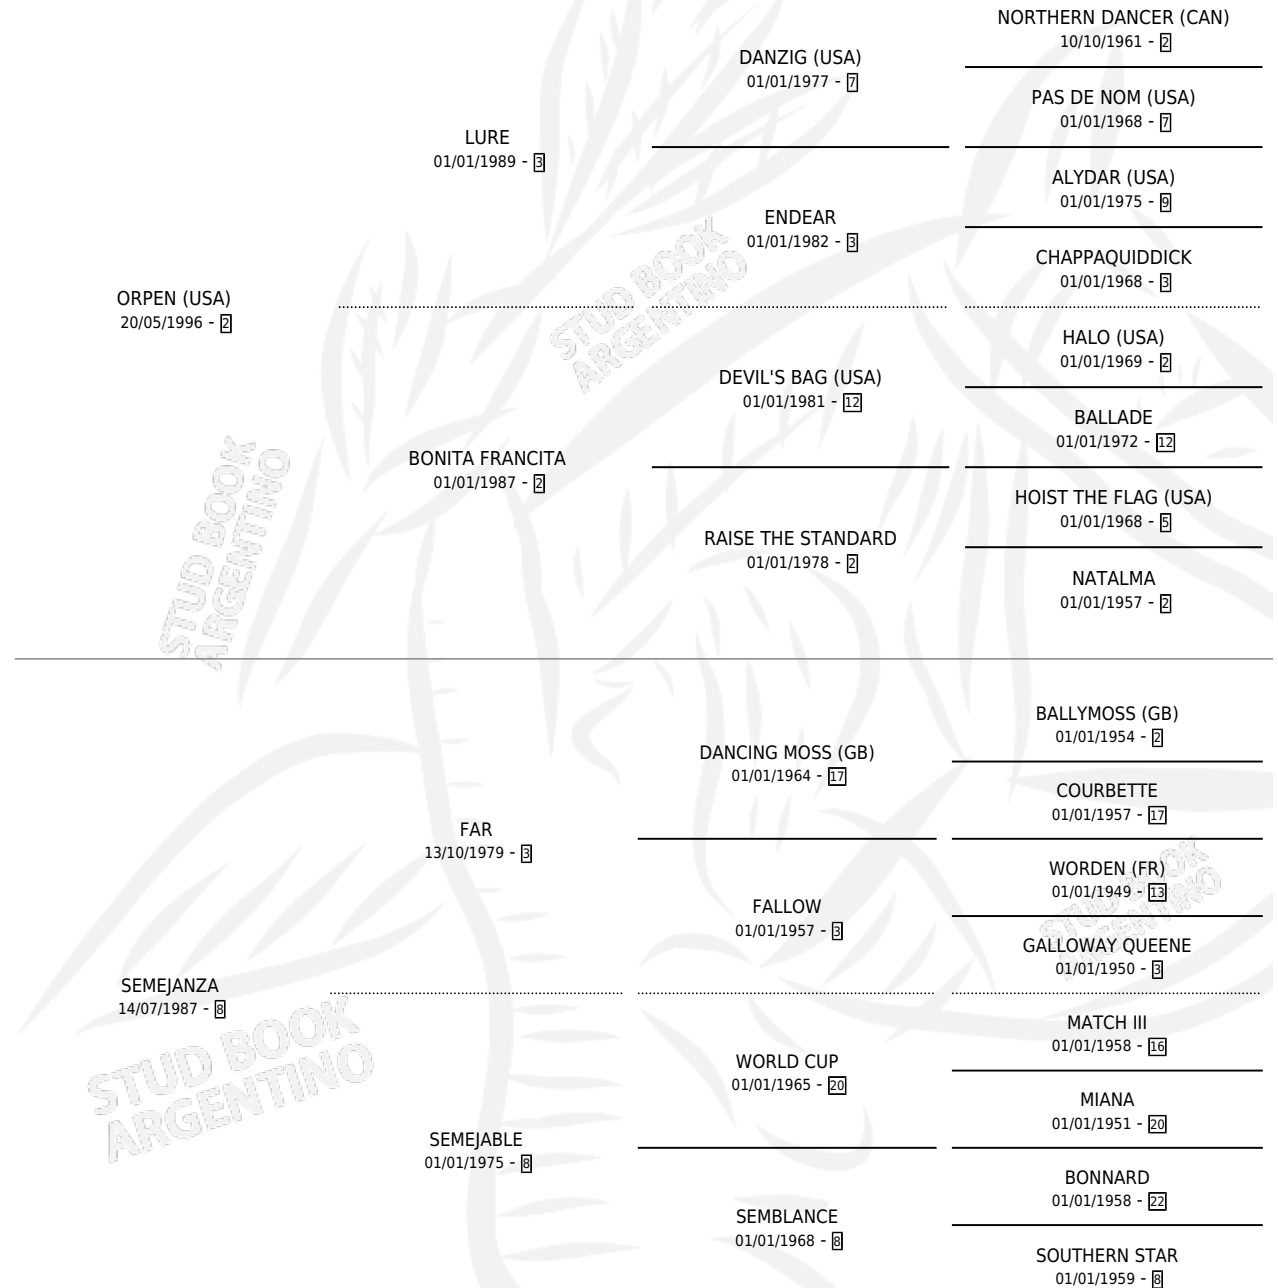 NORTHERN DANCER (CAN)
10/10/1961 - 2
DANZIG (USA)
01/01/1977 - 7
PAS DE NOM (USA)
01/01/1968 - 7
LURE
01/01/1989 - 3
ALYDAR (USA)
01/01/1975 - 9
ENDEAR
01/01/1982 - 3
CHAPPAQUIDDICK
01/01/1968 - 3
ORPEN (USA)
20/05/1996 - 2
HALO (USA)
01/01/1969 - 2
DEVIL'S BAG (USA)
01/01/1981 - 12
BALLADE
01/01/1972 - 12
BONITA FRANCITA
01/01/1987 - 2
HOIST THE FLAG (USA)
01/01/1968 - 5
RAISE THE STANDARD
01/01/1978 - 2
NATALMA
01/01/1957 - 2
BALLYMOSS (GB)
01/01/1954 - 2
DANCING MOSS (GB)
01/01/1964 - 17
COURBETTE
01/01/1957 - 17
FAR
13/10/1979 - 3
WORDEN (FR)
01/01/1949 - 13
FALLOW
01/01/1957 - 3
GALLOWAY QUEENE
01/01/1950 - 3
SEMEJANZA
14/07/1987 - 8
MATCH III
01/01/1958 - 16
WORLD CUP
01/01/1965 - 20
MIANA
01/01/1951 - 20
SEMEJABLE
01/01/1975 - 8
BONNARD
01/01/1958 - 22
SEMBLANCE
01/01/1968 - 8
SOUTHERN STAR
01/01/1959 - 8
STUD BOOK
ARGENTINO
STUD BOOK
ARGENTINO
STUD BOOK
ARGENTINO
STUD BOOK
ARGENTINO